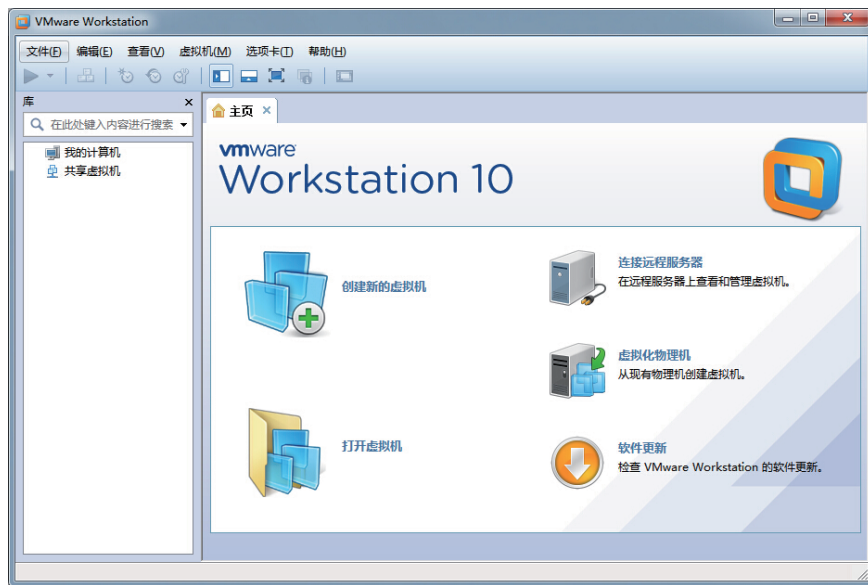 VMware Workstation
文件(F) 编辑(E) 查看(V) 虚拟机(M) 选项卡(T) 帮助(H)
库
在此处键入内容进行搜索
我的计算机
共享虚拟机
主页
vmware
Workstation 10
创建新的虚拟机
打开虚拟机
连接远程服务器
在远程服务器上查看和管理虚拟机。
虚拟化物理机
从现有物理机创建虚拟机。
软件更新
检查 VMware Workstation 的软件更新。